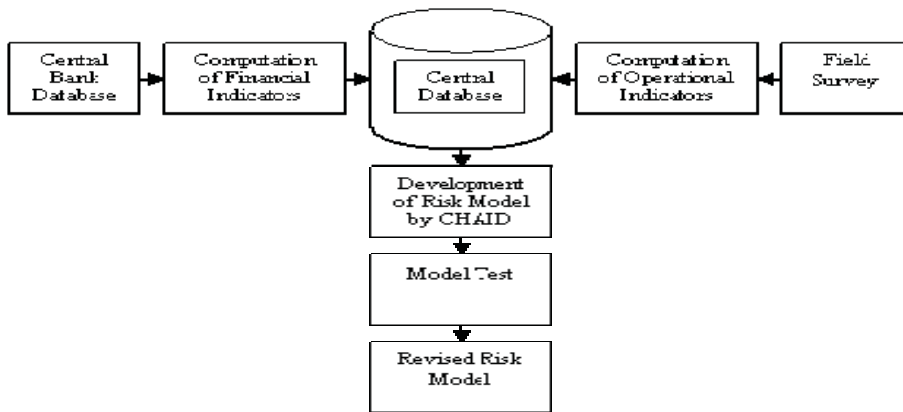 Central
Bank
Database
Computation
of Financial
Indicators
Central
Database
Computation
of Operational
Indicators
Field
Survey
Development
of Risk Model
by CHAID
Model Test
Revised Risk
Model